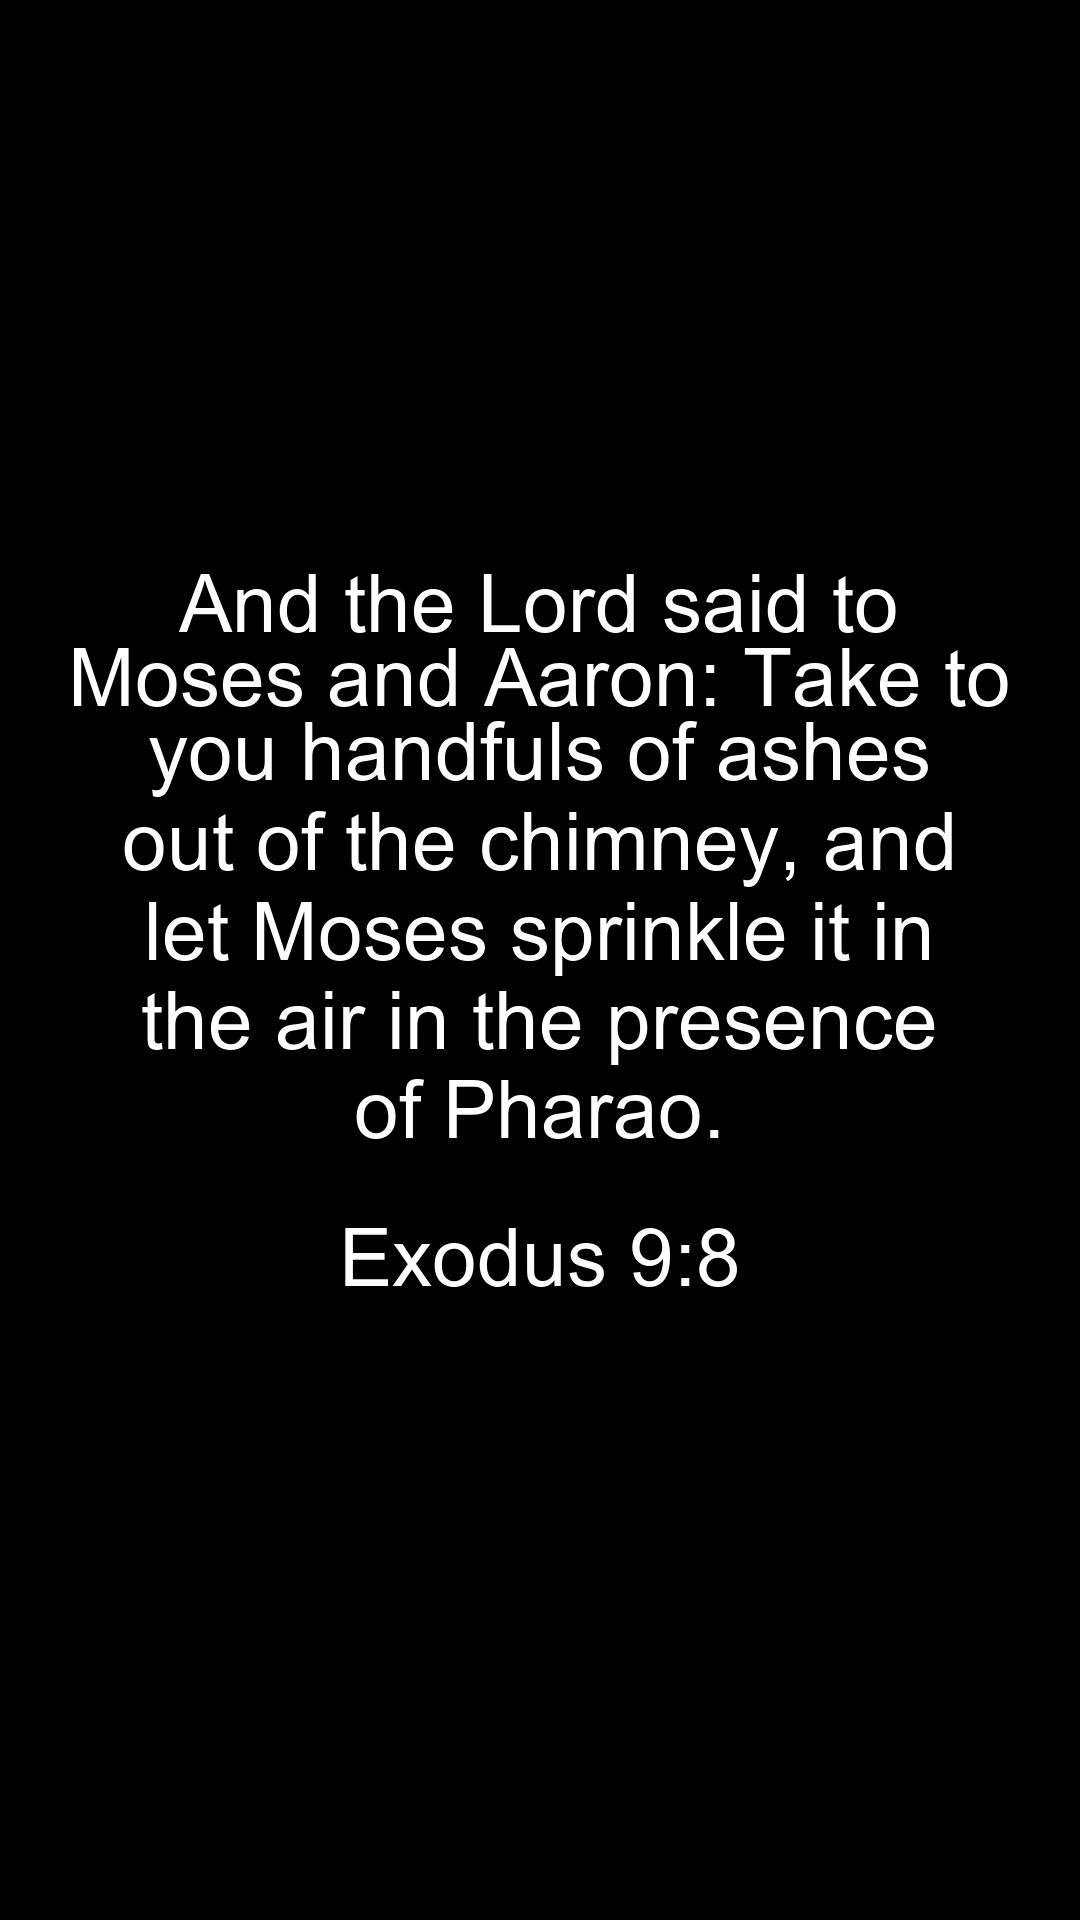 And the Lord said to
Moses and Aaron: Take to
you handfuls of ashes
out of the chimney, and
let Moses sprinkle it in
the air in the presence
of Pharao.
Exodus 9:8